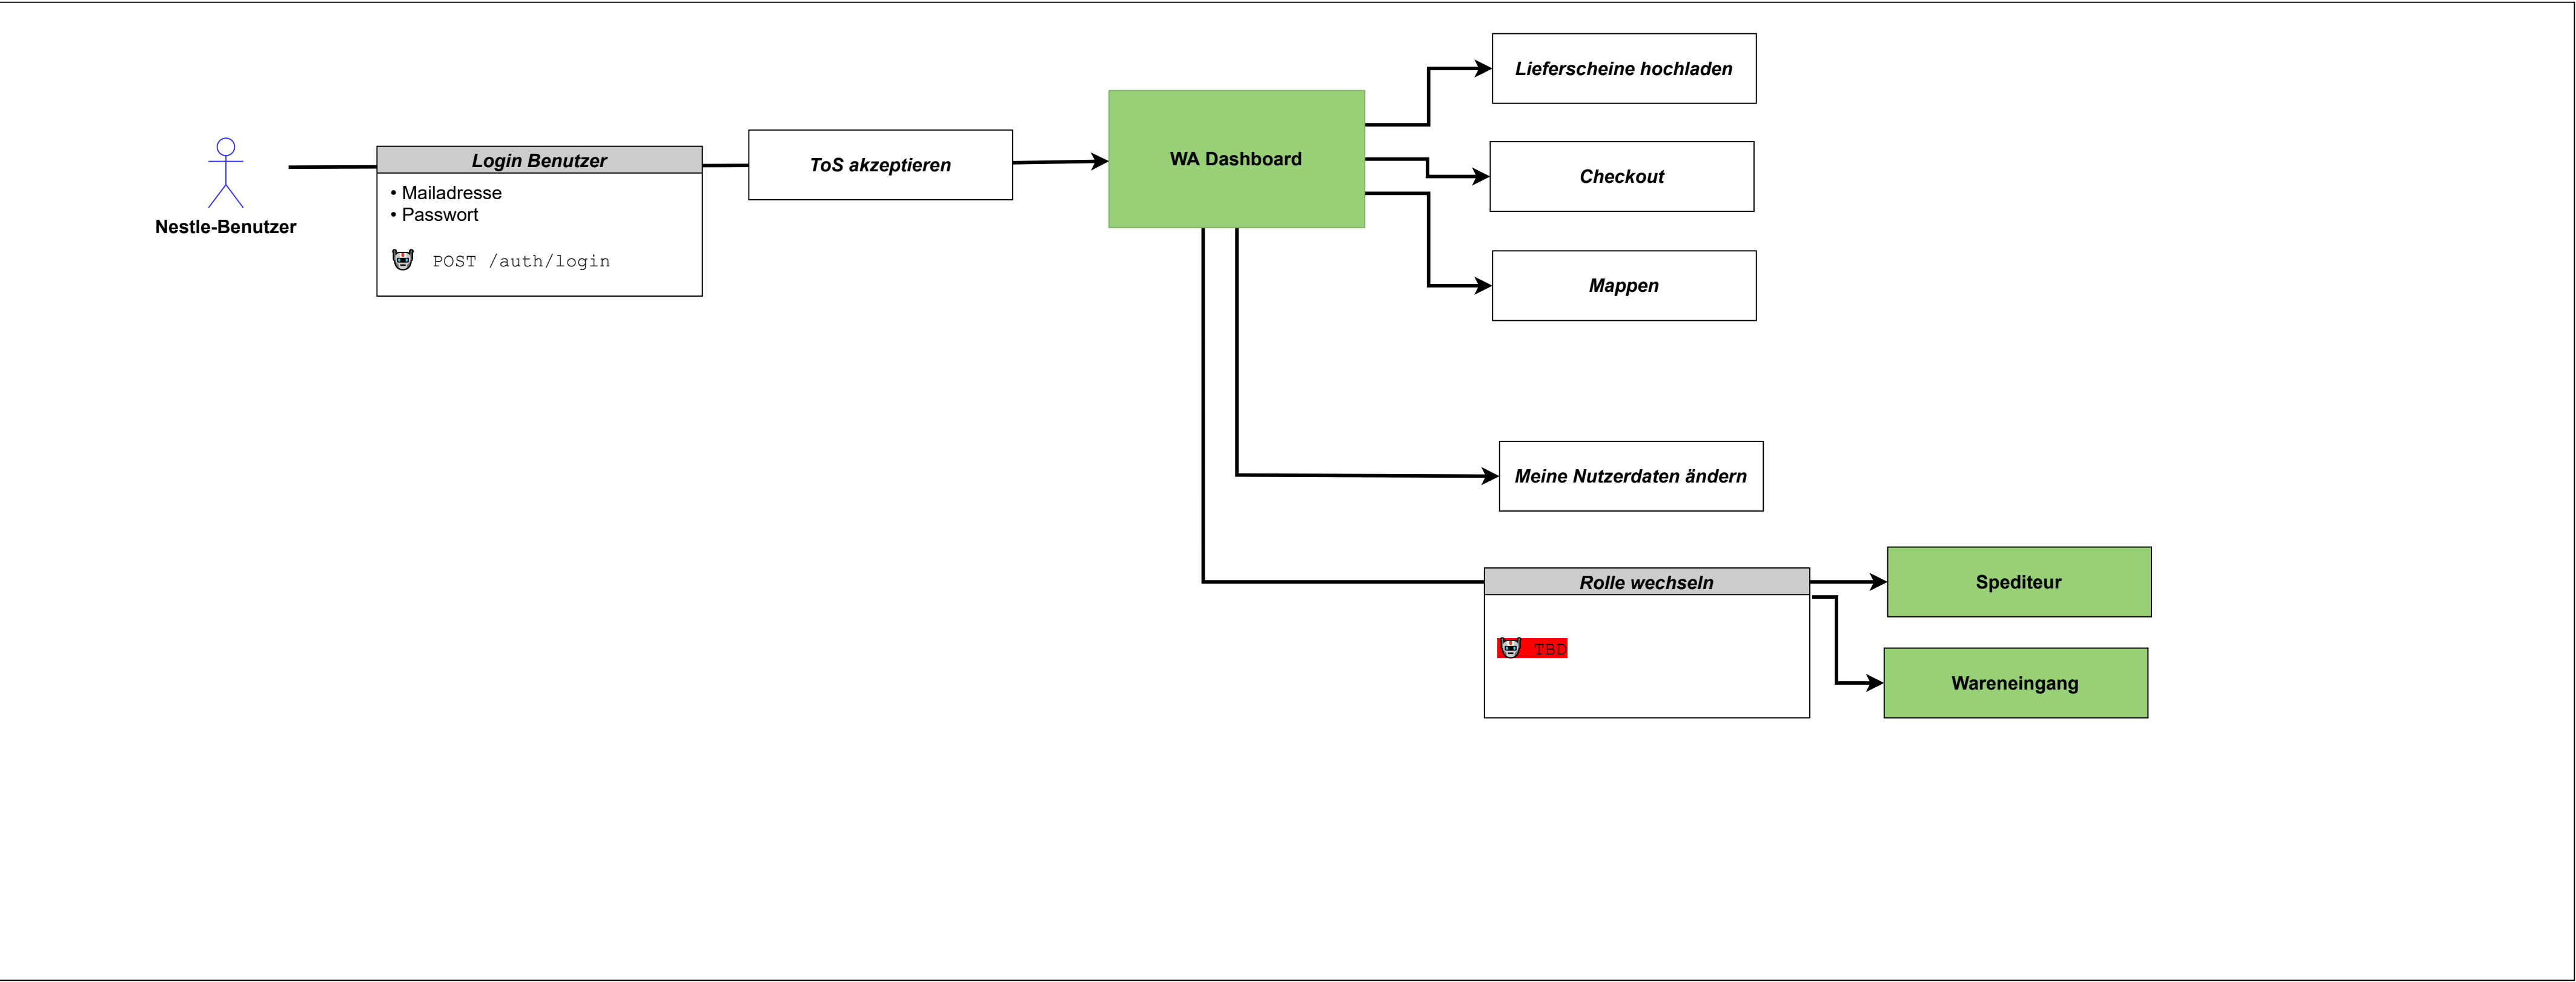 Nestle-Benutzer
Login Benutzer
• Mailadresse
• Passwort
POST /auth/login
ToS akzeptieren
WA Dashboard
Lieferscheine hochladen
Checkout
Mappen
Meine Nutzerdaten ändern
Rolle wechseln
TBD
Spediteur
Wareneingang